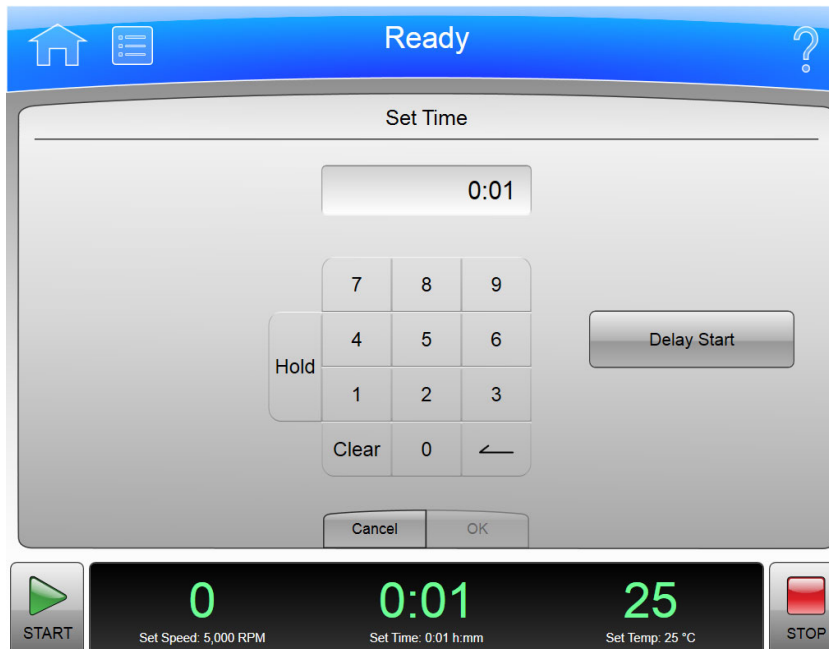 Ready
Set Time
0:01
7 8 9
4 5 6
Hold
1 2 3
Clear 0
Delay Start
Cancel OK
START
0 0:01 25
Set Speed: 5,000 RPM Set Time: 0:01 h:mm Set Temp: 25 °C
STOP